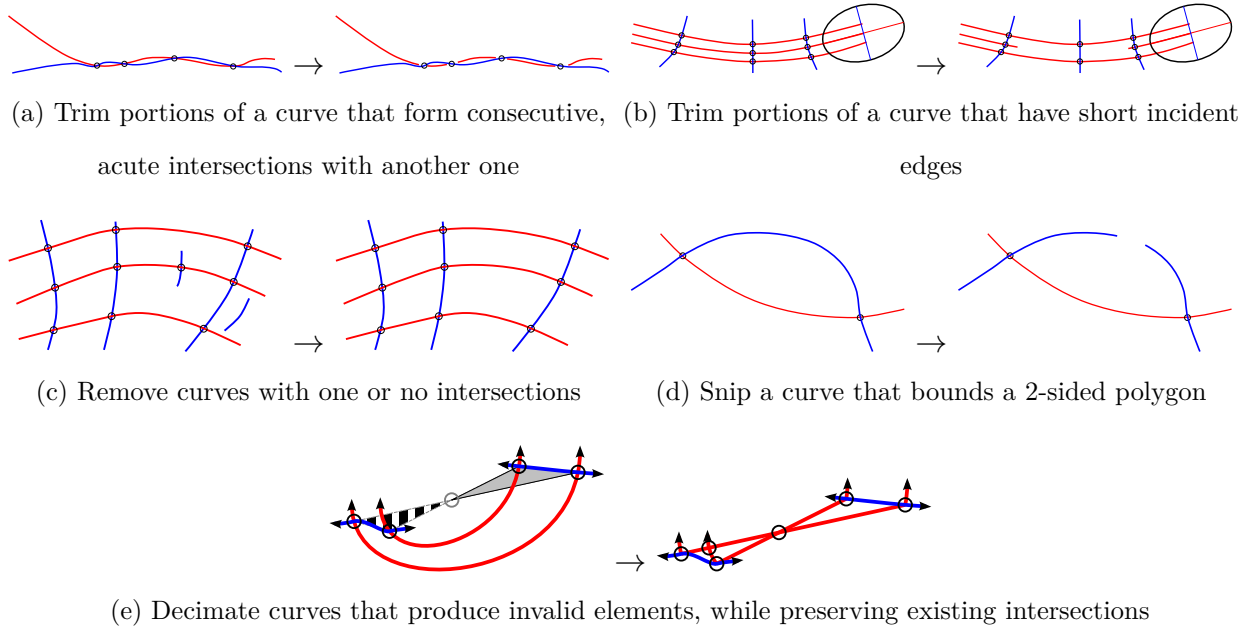 (a) Trim portions of a curve that form consecutive,
acute intersections with another one
(b) Trim portions of a curve that have short incident
edges
(c) Remove curves with one or no intersections
(d) Snip a curve that bounds a 2-sided polygon
(e) Decimate curves that produce invalid elements, while preserving existing intersections